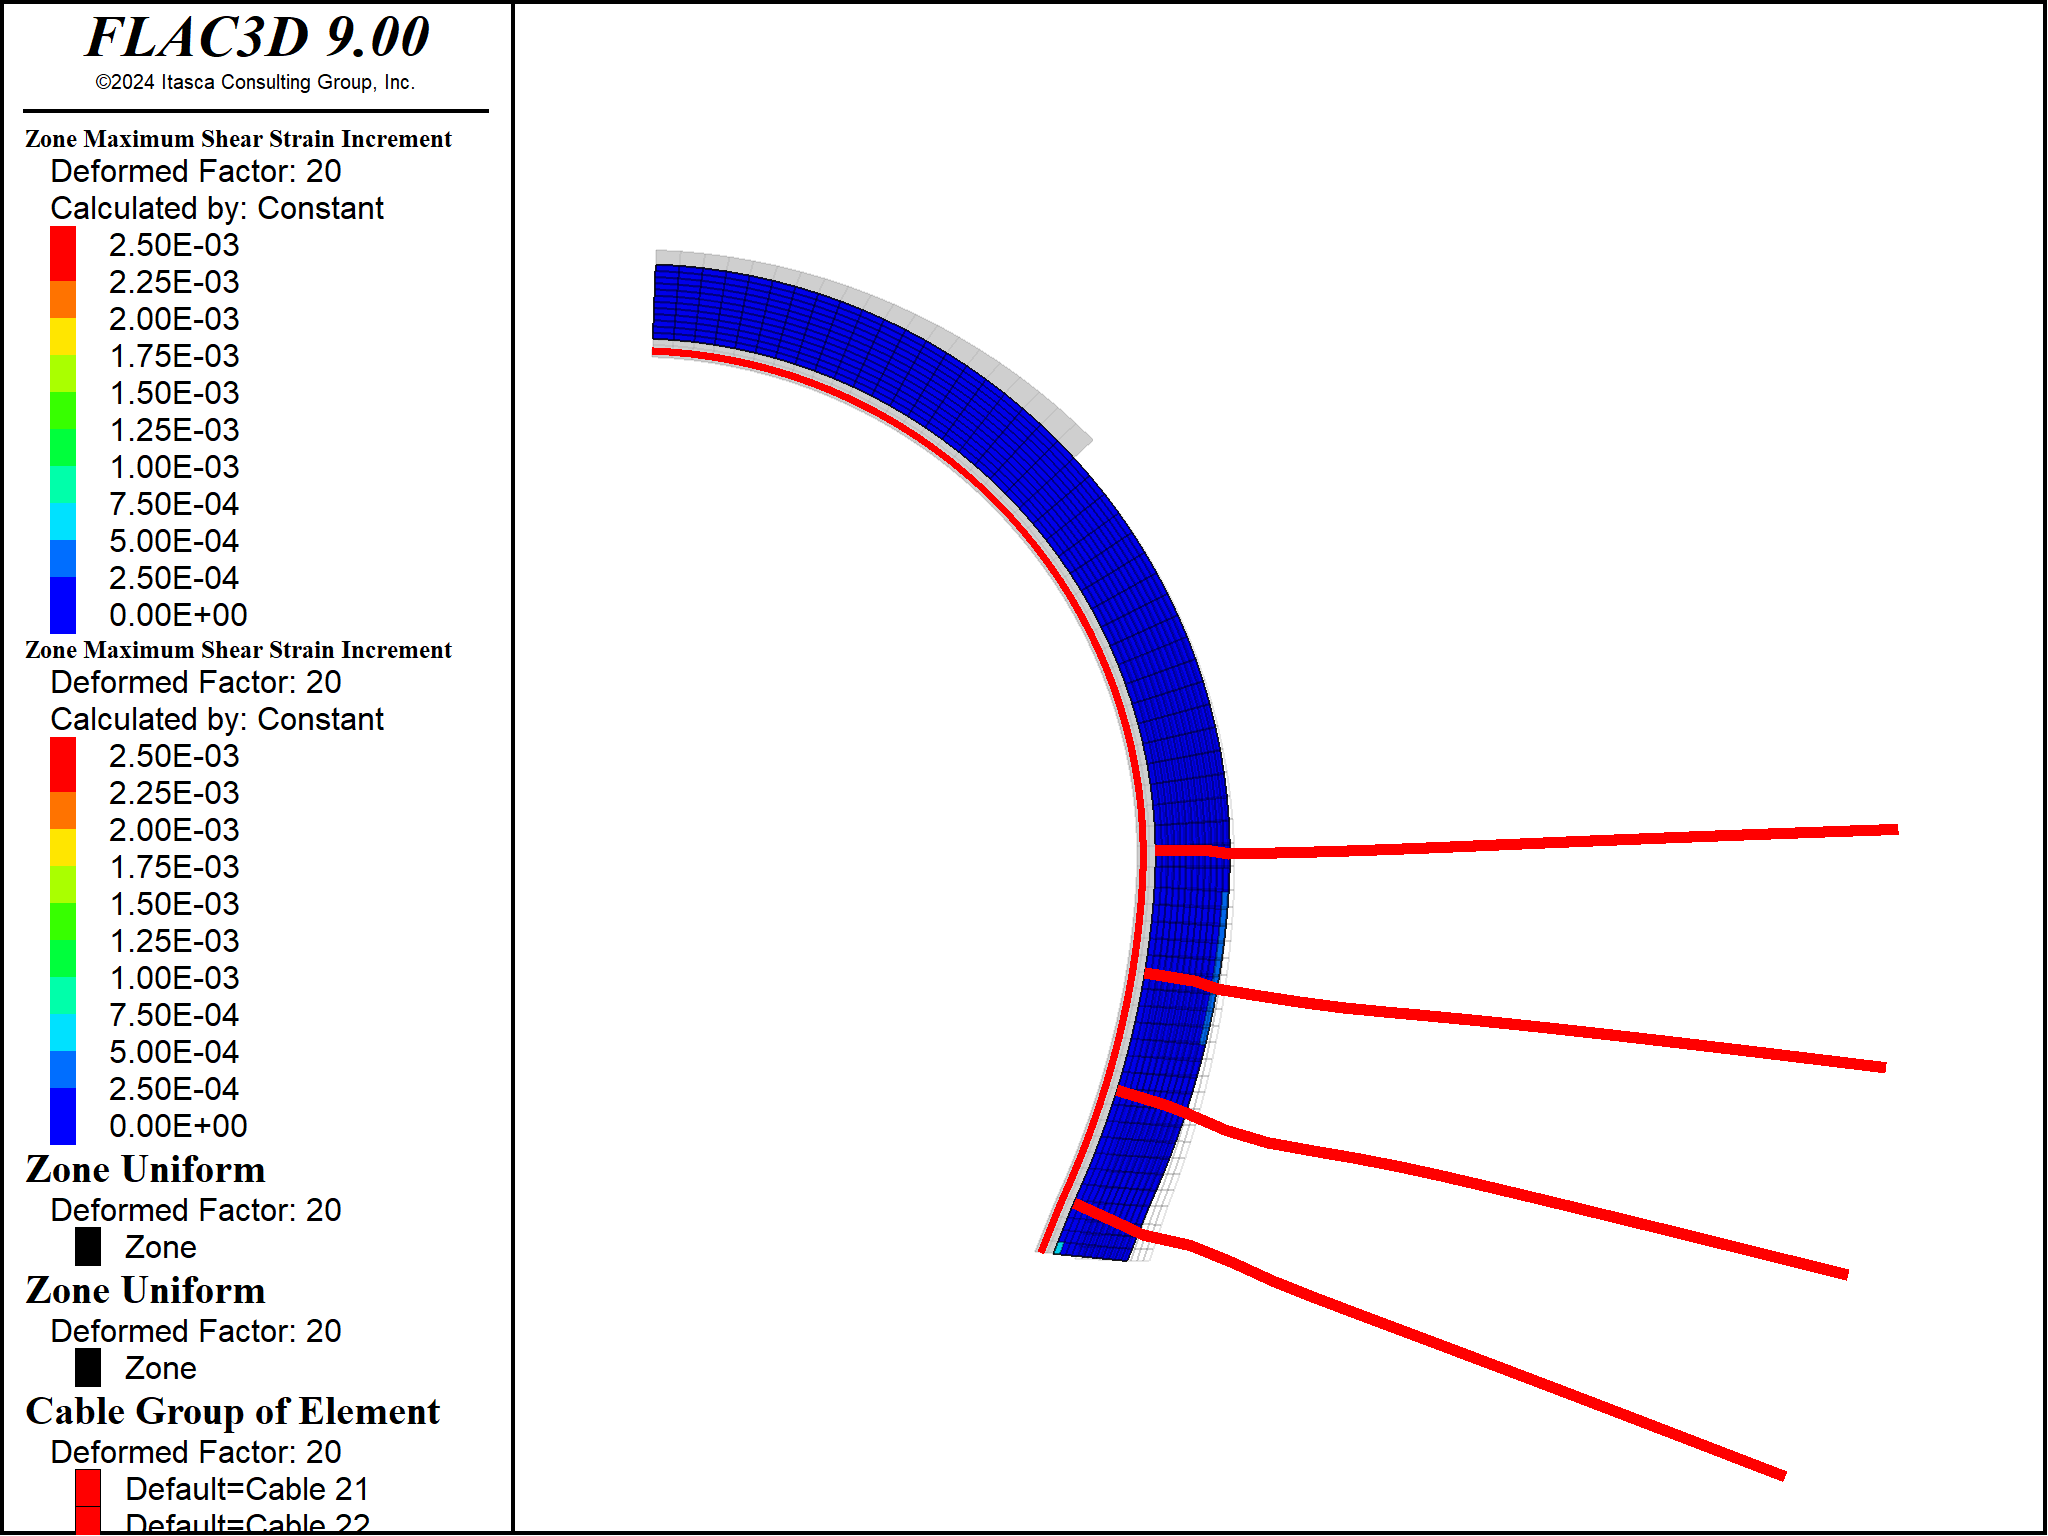 FLAC3D 9.00
©2024 Itasca Consulting Group, Inc.
Zone Maximum Shear Strain Increment
Deformed Factor: 20
Calculated by: Constant
2.50E-03
2.25E-03
2.00E-03
1.75E-03
1.50E-03
1.25E-03
1.00E-03
7.50E-04
5.00E-04
2.50E-04
0.00E+00
Zone Maximum Shear Strain Increment
Deformed Factor: 20
Calculated by: Constant
2.50E-03
2.25E-03
2.00E-03
1.75E-03
1.50E-03
1.25E-03
1.00E-03
7.50E-04
5.00E-04
2.50E-04
0.00E+00
Zone Uniform
Deformed Factor: 20
Zone
Zone Uniform
Deformed Factor: 20
Zone
Cable Group of Element
Deformed Factor: 20
Default=Cable 21
Default=Cable 22